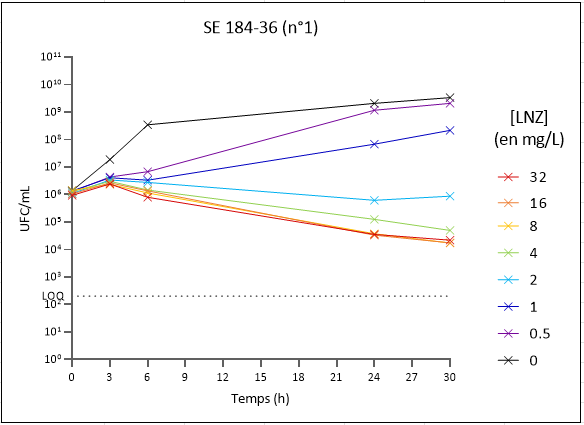 SE 184-36 (n°1)
10¹¹
10¹⁰
10⁹
10⁸
10⁷
10⁶
10⁵
10⁴
10³
LOQ
10²
10¹
10⁰
UFC/mL
0 3 6 9 12 15 18 21 24 27 30
Temps (h)
[LNZ]
(en mg/L)
32
16
8
4
2
1
0.5
0